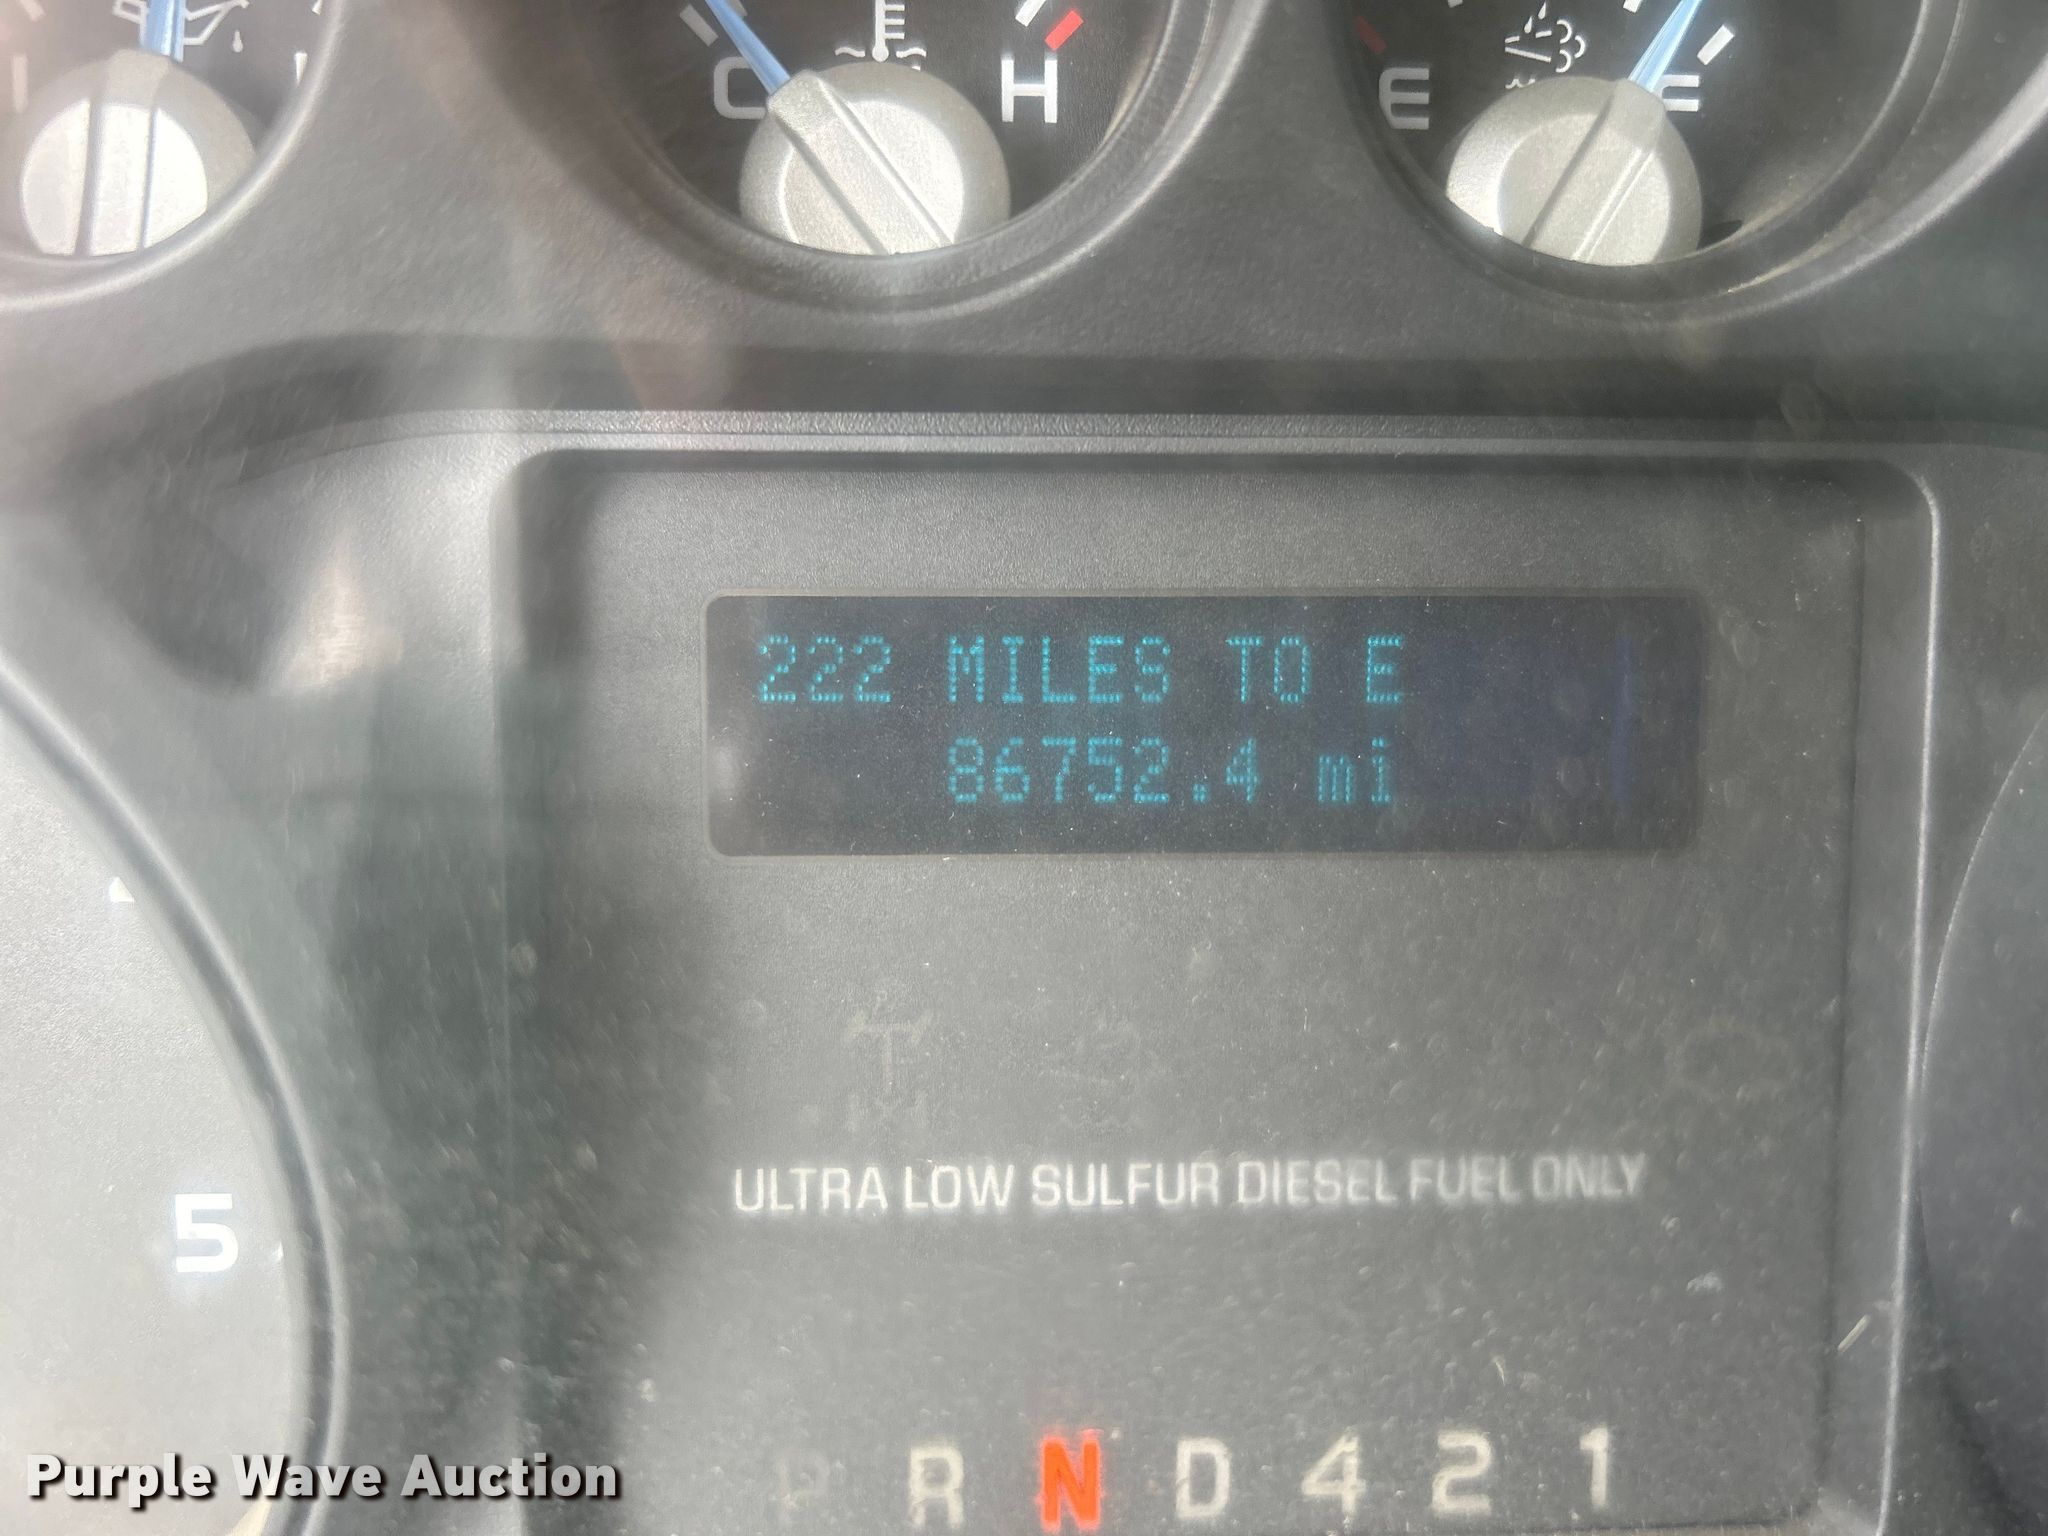 C H E F
222 MILES TO E
86752.4 mi
ULTRA LOW SULFUR DIESEL FUEL ONLY
5
P R N D 4 2 1
Purple Wave Auction